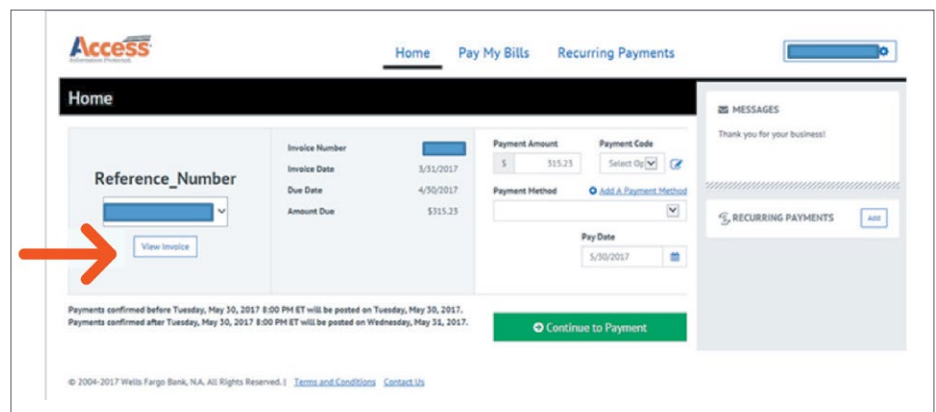 Access
Information Protected.
Home Pay My Bills Recurring Payments
Home
Reference_Number
View Invoice
Invoice Number
Invoice Date 3/31/2017
Due Date 4/30/2017
Amount Due $315.23
Payment Amount Payment Code
$ 315.23 Select Op
Payment Method Add A Payment Method
Pay Date
5/30/2017
MESSAGES
Thank you for your business!
RECURRING PAYMENTS Add
Payments confirmed before Tuesday, May 30, 2017 8:00 PM ET will be posted on Tuesday, May 30, 2017.
Payments confirmed after Tuesday, May 30, 2017 8:00 PM ET will be posted on Wednesday, May 31, 2017.
Continue to Payment
© 2004-2017 Wells Fargo Bank, N.A. All Rights Reserved. | Terms and Conditions Contact Us